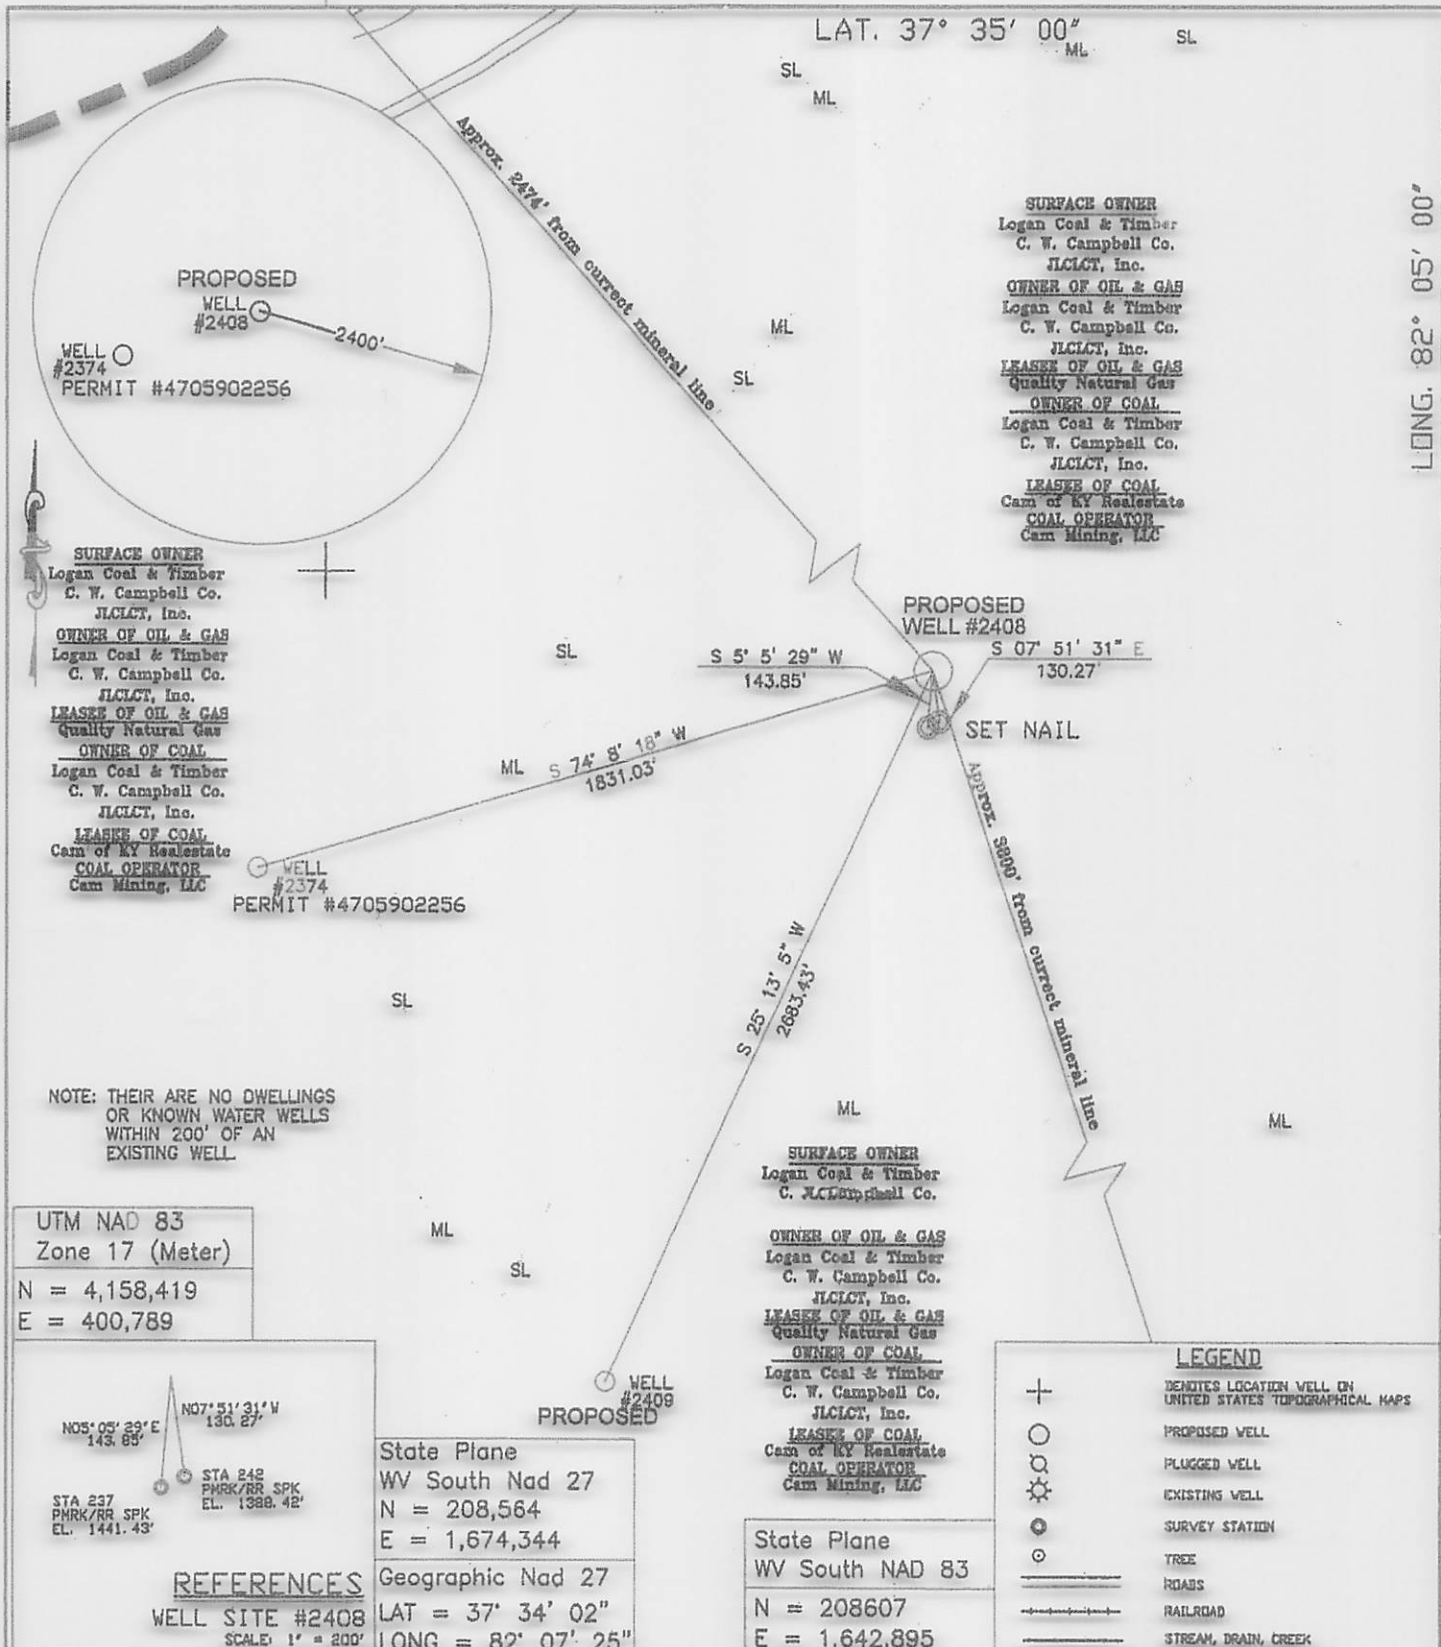 LAT. 37° 35' 00"
SL
ML
SL
ML
LONG. 82° 05' 00"
Approx. 2474' from currect mineral line
PROPOSED
WELL
#2408
2400'
WELL
#2374
PERMIT #4705902256
SURFACE OWNER
Logan Coal & Timber
C. W. Campbell Co.
JLCLCT, Inc.
OWNER OF OIL & GAS
Logan Coal & Timber
C. W. Campbell Co.
JLCLCT, Inc.
LEASEE OF OIL & GAS
Quality Natural Gas
OWNER OF COAL
Logan Coal & Timber
C. W. Campbell Co.
JLCLCT, Inc.
LEASEE OF COAL
Cam of KY Realestate
COAL OPERATOR
Cam Mining, LLC
ML
SL
SURFACE OWNER
Logan Coal & Timber
C. W. Campbell Co.
JLCLCT, Inc.
OWNER OF OIL & GAS
Logan Coal & Timber
C. W. Campbell Co.
JLCLCT, Inc.
LEASEE OF OIL & GAS
Quality Natural Gas
OWNER OF COAL
Logan Coal & Timber
C. W. Campbell Co.
JLCLCT, Inc.
LEASEE OF COAL
Cam of KY Realestate
COAL OPERATOR
Cam Mining, LLC
PROPOSED
WELL #2408
SL
S 5° 5' 29" W
143.85'
S 07° 51' 31" E
130.27'
SET NAIL
ML
S 74° 8' 18" W
1831.03'
WELL
#2374
PERMIT #4705902256
Approx. 3800' from currect mineral line
S 25° 13' 5" W
2683.43'
SL
NOTE: THEIR ARE NO DWELLINGS
OR KNOWN WATER WELLS
WITHIN 200' OF AN
EXISTING WELL
ML
ML
SURFACE OWNER
Logan Coal & Timber
OWNER OF OIL & GAS
Logan Coal & Timber
C. W. Campbell Co.
JLCLCT, Inc.
LEASEE OF OIL & GAS
Quality Natural Gas
OWNER OF COAL
Logan Coal & Timber
C. W. Campbell Co.
JLCLCT, Inc.
LEASEE OF COAL
Cam of KY Realestate
COAL OPERATOR
Cam Mining, LLC
UTM NAD 83
Zone 17 (Meter)
N = 4,158,419
E = 400,789
ML
SL
WELL
#2409
PROPOSED
N05°05'29"E
143.85'
N07°51'31"W
130.27'
STA 242
PMRK/RR SPK
EL. 1388.42'
STA 237
PMRK/RR SPK
EL. 1441.43'
REFERENCES
WELL SITE #2408
SCALE: 1" = 200'
State Plane
WV South Nad 27
N = 208,564
E = 1,674,344
Geographic Nad 27
LAT = 37° 34' 02"
LONG = 82° 07' 25"
State Plane
WV South NAD 83
N = 208607
E = 1,642,895
LEGEND
DENOTES LOCATION WELL ON
UNITED STATES TOPOGRAPHICAL MAPS
PROPOSED WELL
PLUGGED WELL
EXISTING WELL
SURVEY STATION
TREE
ROADS
RAILROAD
STREAM, DRAIN, CREEK